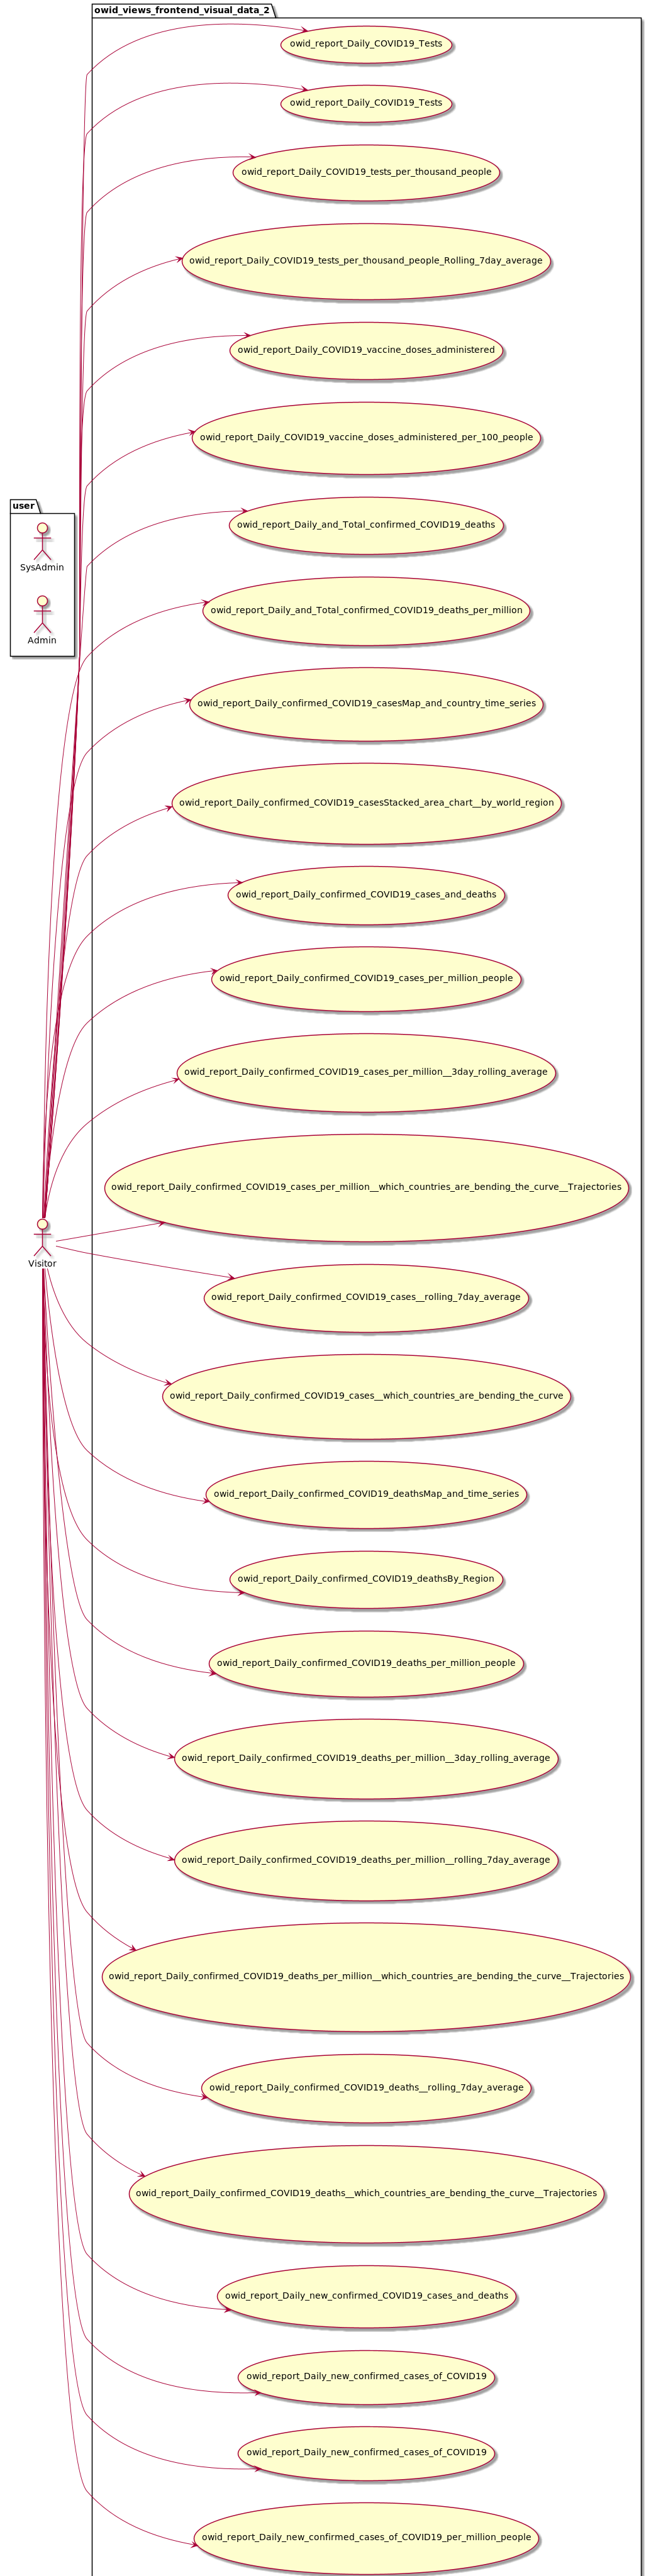 owid_views_frontend_visual_data_2
owid_report_Daily_COVID19_Tests
owid_report_Daily_COVID19_Tests
owid_report_Daily_COVID19_tests_per_thousand_people
owid_report_Daily_COVID19_tests_per_thousand_people_Rolling_7day_average
owid_report_Daily_COVID19_vaccine_doses_administered
owid_report_Daily_COVID19_vaccine_doses_administered_per_100_people
user
SysAdmin
Admin
owid_report_Daily_and_Total_confirmed_COVID19_deaths
owid_report_Daily_and_Total_confirmed_COVID19_deaths_per_million
owid_report_Daily_confirmed_COVID19_casesMap_and_country_time_series
owid_report_Daily_confirmed_COVID19_casesStacked_area_chart__by_world_region
owid_report_Daily_confirmed_COVID19_cases_and_deaths
owid_report_Daily_confirmed_COVID19_cases_per_million_people
owid_report_Daily_confirmed_COVID19_cases_per_million__3day_rolling_average
owid_report_Daily_confirmed_COVID19_cases_per_million__which_countries_are_bending_the_curve__Trajectories
Visitor
owid_report_Daily_confirmed_COVID19_cases__rolling_7day_average
owid_report_Daily_confirmed_COVID19_cases__which_countries_are_bending_the_curve
owid_report_Daily_confirmed_COVID19_deathsMap_and_time_series
owid_report_Daily_confirmed_COVID19_deathsBy_Region
owid_report_Daily_confirmed_COVID19_deaths_per_million_people
owid_report_Daily_confirmed_COVID19_deaths_per_million__3day_rolling_average
owid_report_Daily_confirmed_COVID19_deaths_per_million__rolling_7day_average
owid_report_Daily_confirmed_COVID19_deaths_per_million__which_countries_are_bending_the_curve__Trajectories
owid_report_Daily_confirmed_COVID19_deaths__rolling_7day_average
owid_report_Daily_confirmed_COVID19_deaths__which_countries_are_bending_the_curve__Trajectories
owid_report_Daily_new_confirmed_COVID19_cases_and_deaths
owid_report_Daily_new_confirmed_cases_of_COVID19
owid_report_Daily_new_confirmed_cases_of_COVID19
owid_report_Daily_new_confirmed_cases_of_COVID19_per_million_people